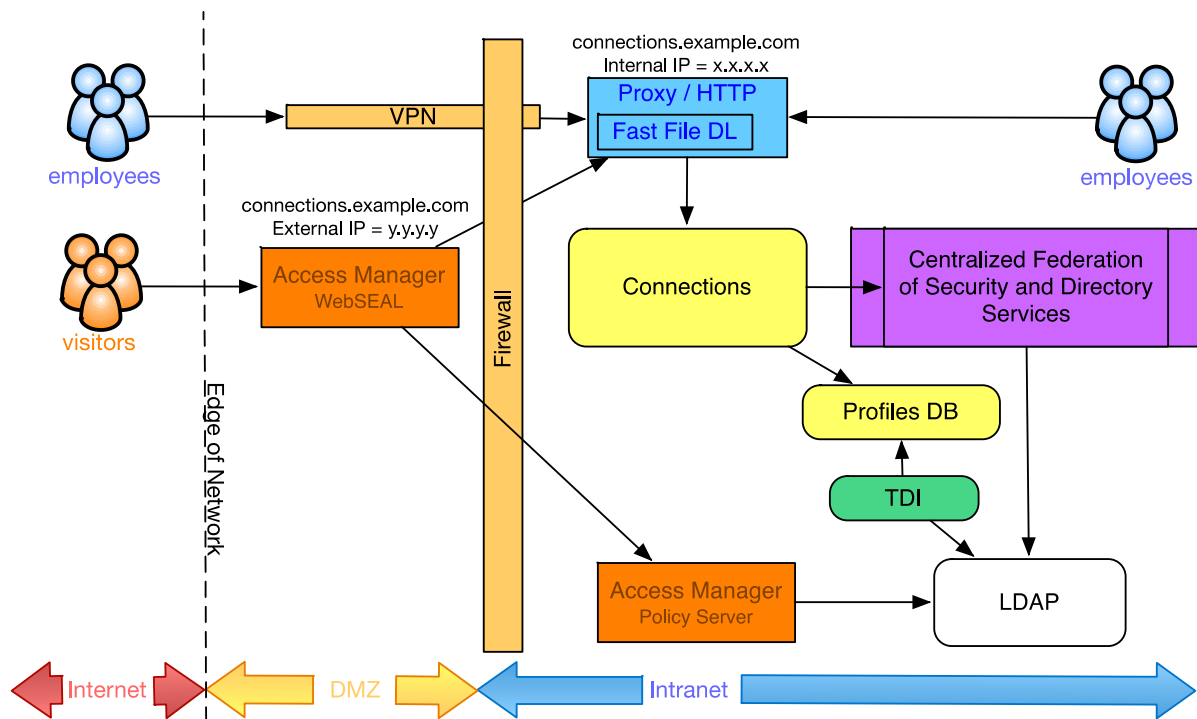 connections.example.com
Internal IP = x.x.x.x
Proxy / HTTP
Fast File DL
VPN
employees
employees
connections.example.com
External IP = y.y.y.y
Access Manager
WebSEAL
visitors
Firewall
Connections
Centralized Federation
of Security and Directory
Services
Edge of Network
Profiles DB
TDI
Access Manager
Policy Server
LDAP
Internet
DMZ
Intranet